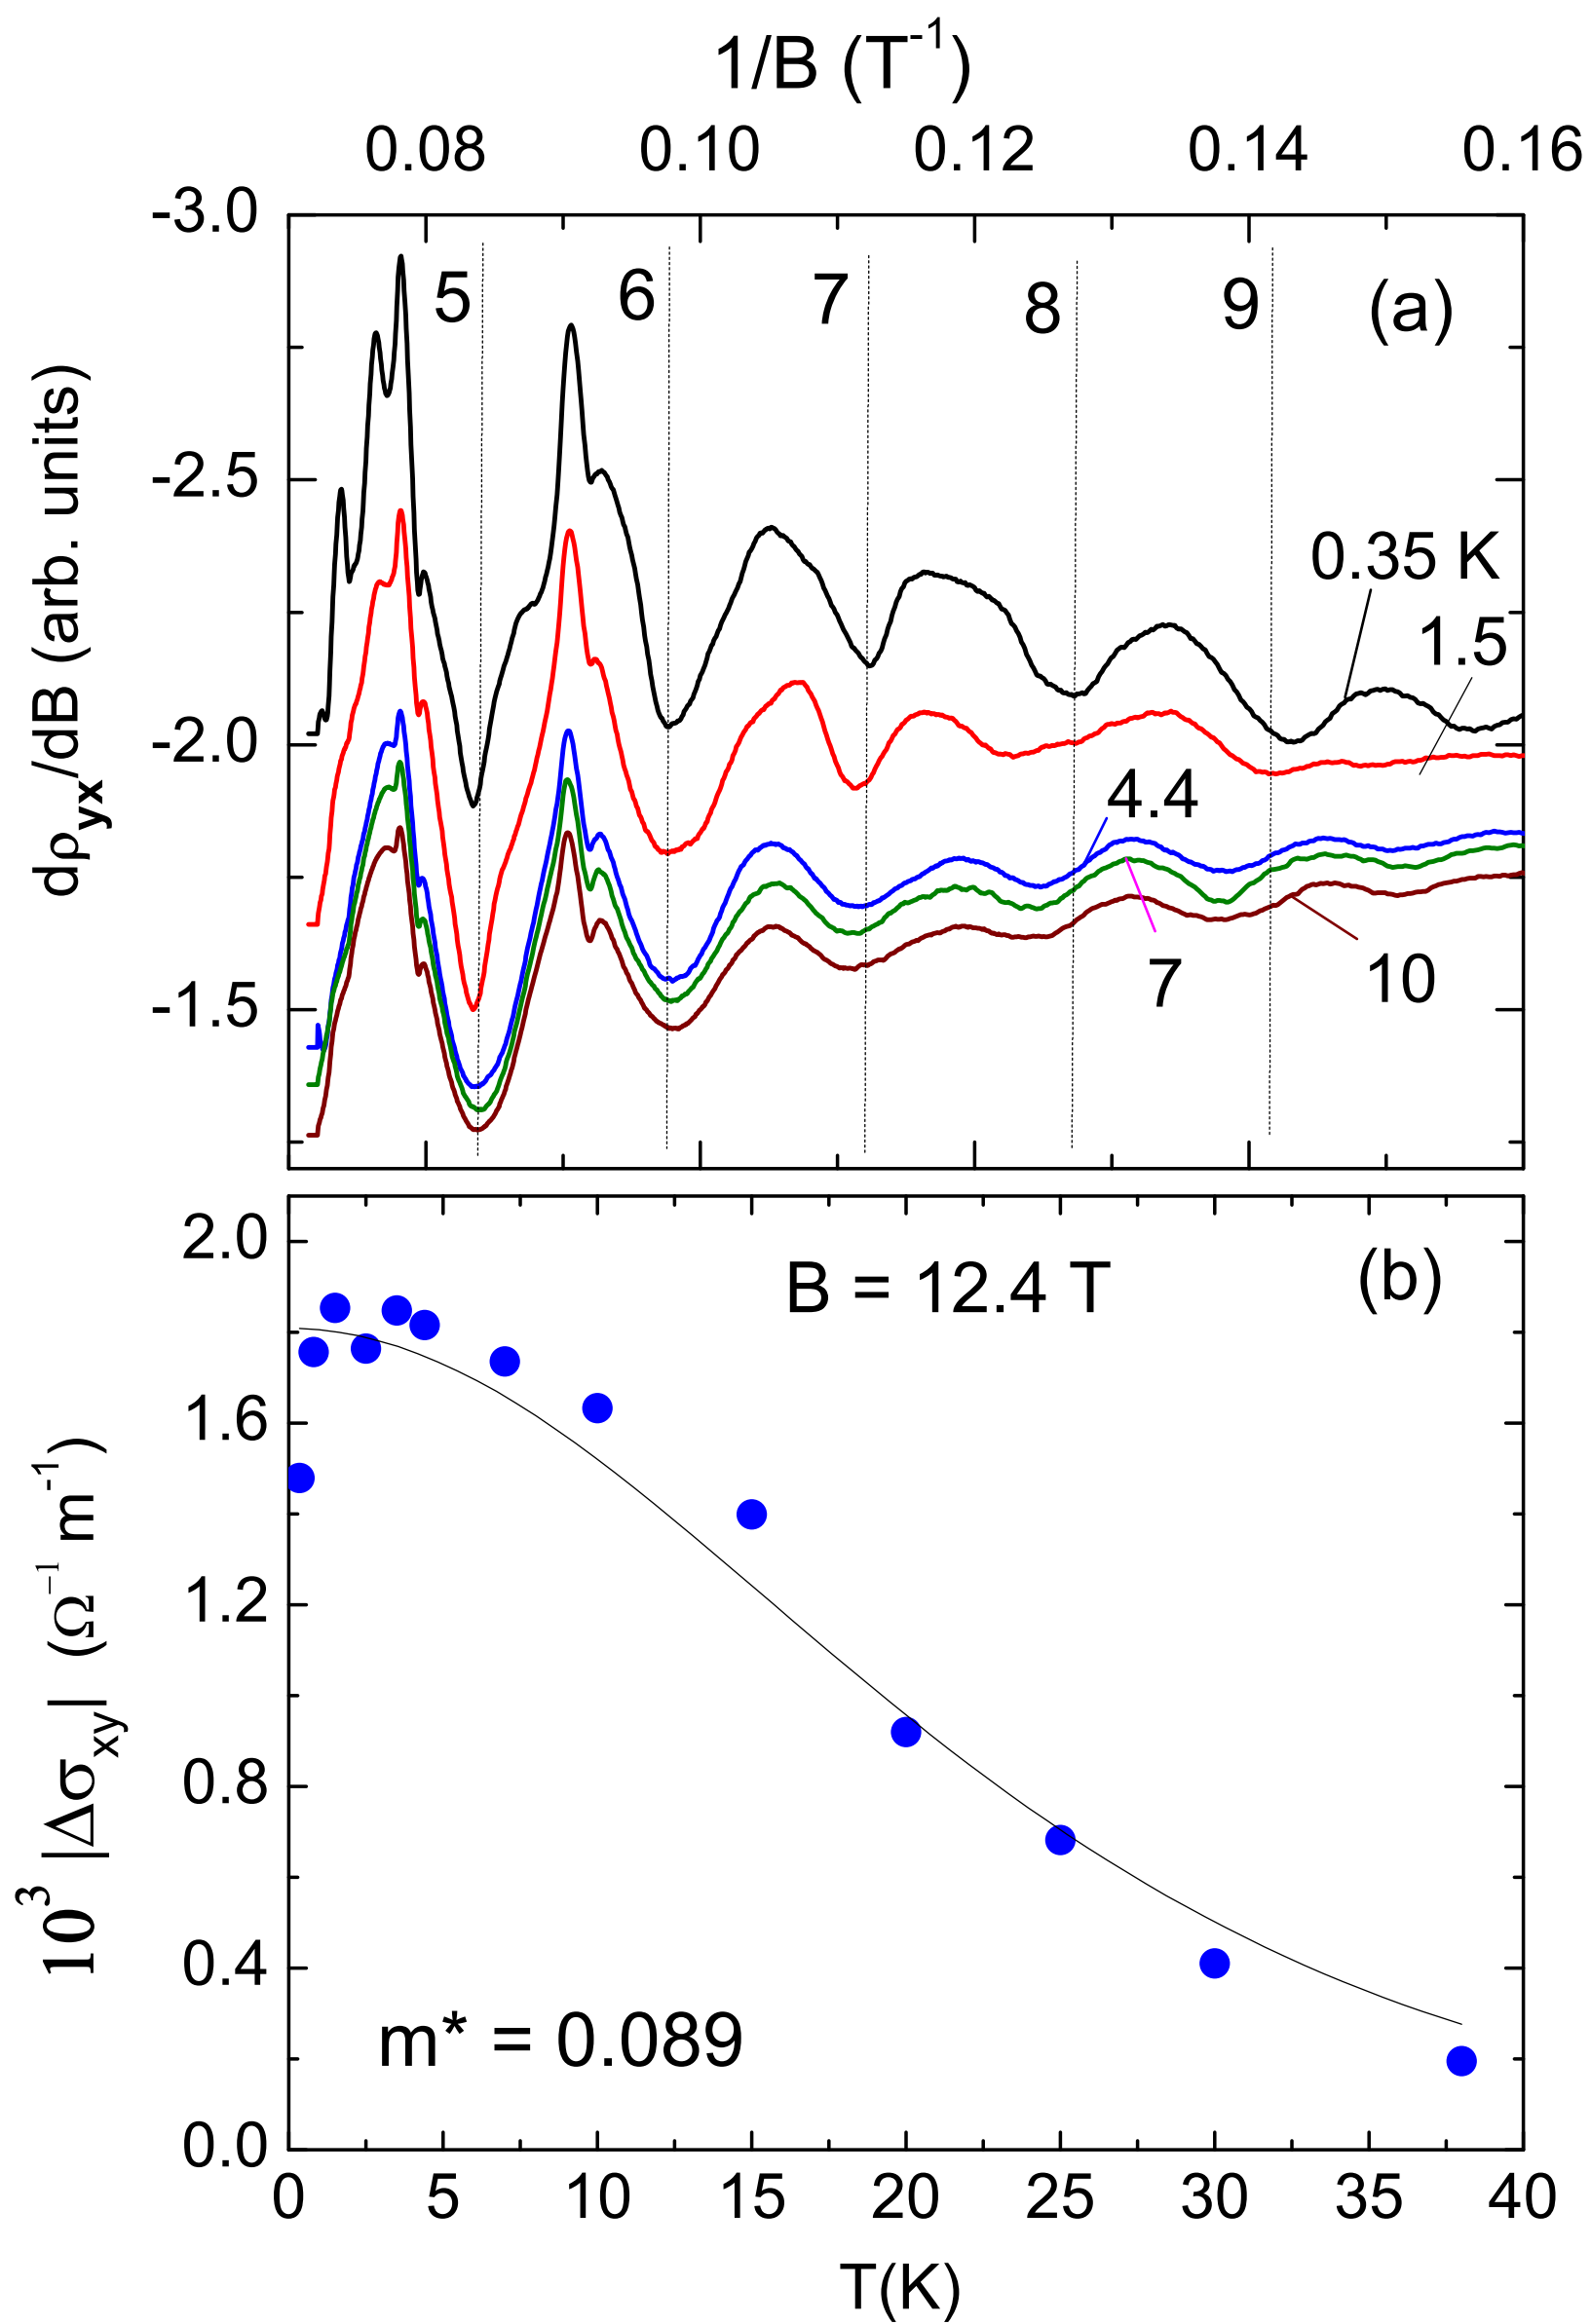 1/B (T⁻¹)
0.08 0.10 0.12 0.14 0.16
-3.0
-2.5
-2.0
-1.5
dρyx/dB (arb. units)
5 6 7 8 9 (a)
0.35 K
1.5
4.4
7
10
2.0
1.6
1.2
0.8
0.4
0.0
10³ |Δσxy| (Ω⁻¹ m⁻¹)
B = 12.4 T (b)
m* = 0.089
0 5 10 15 20 25 30 35 40
T(K)